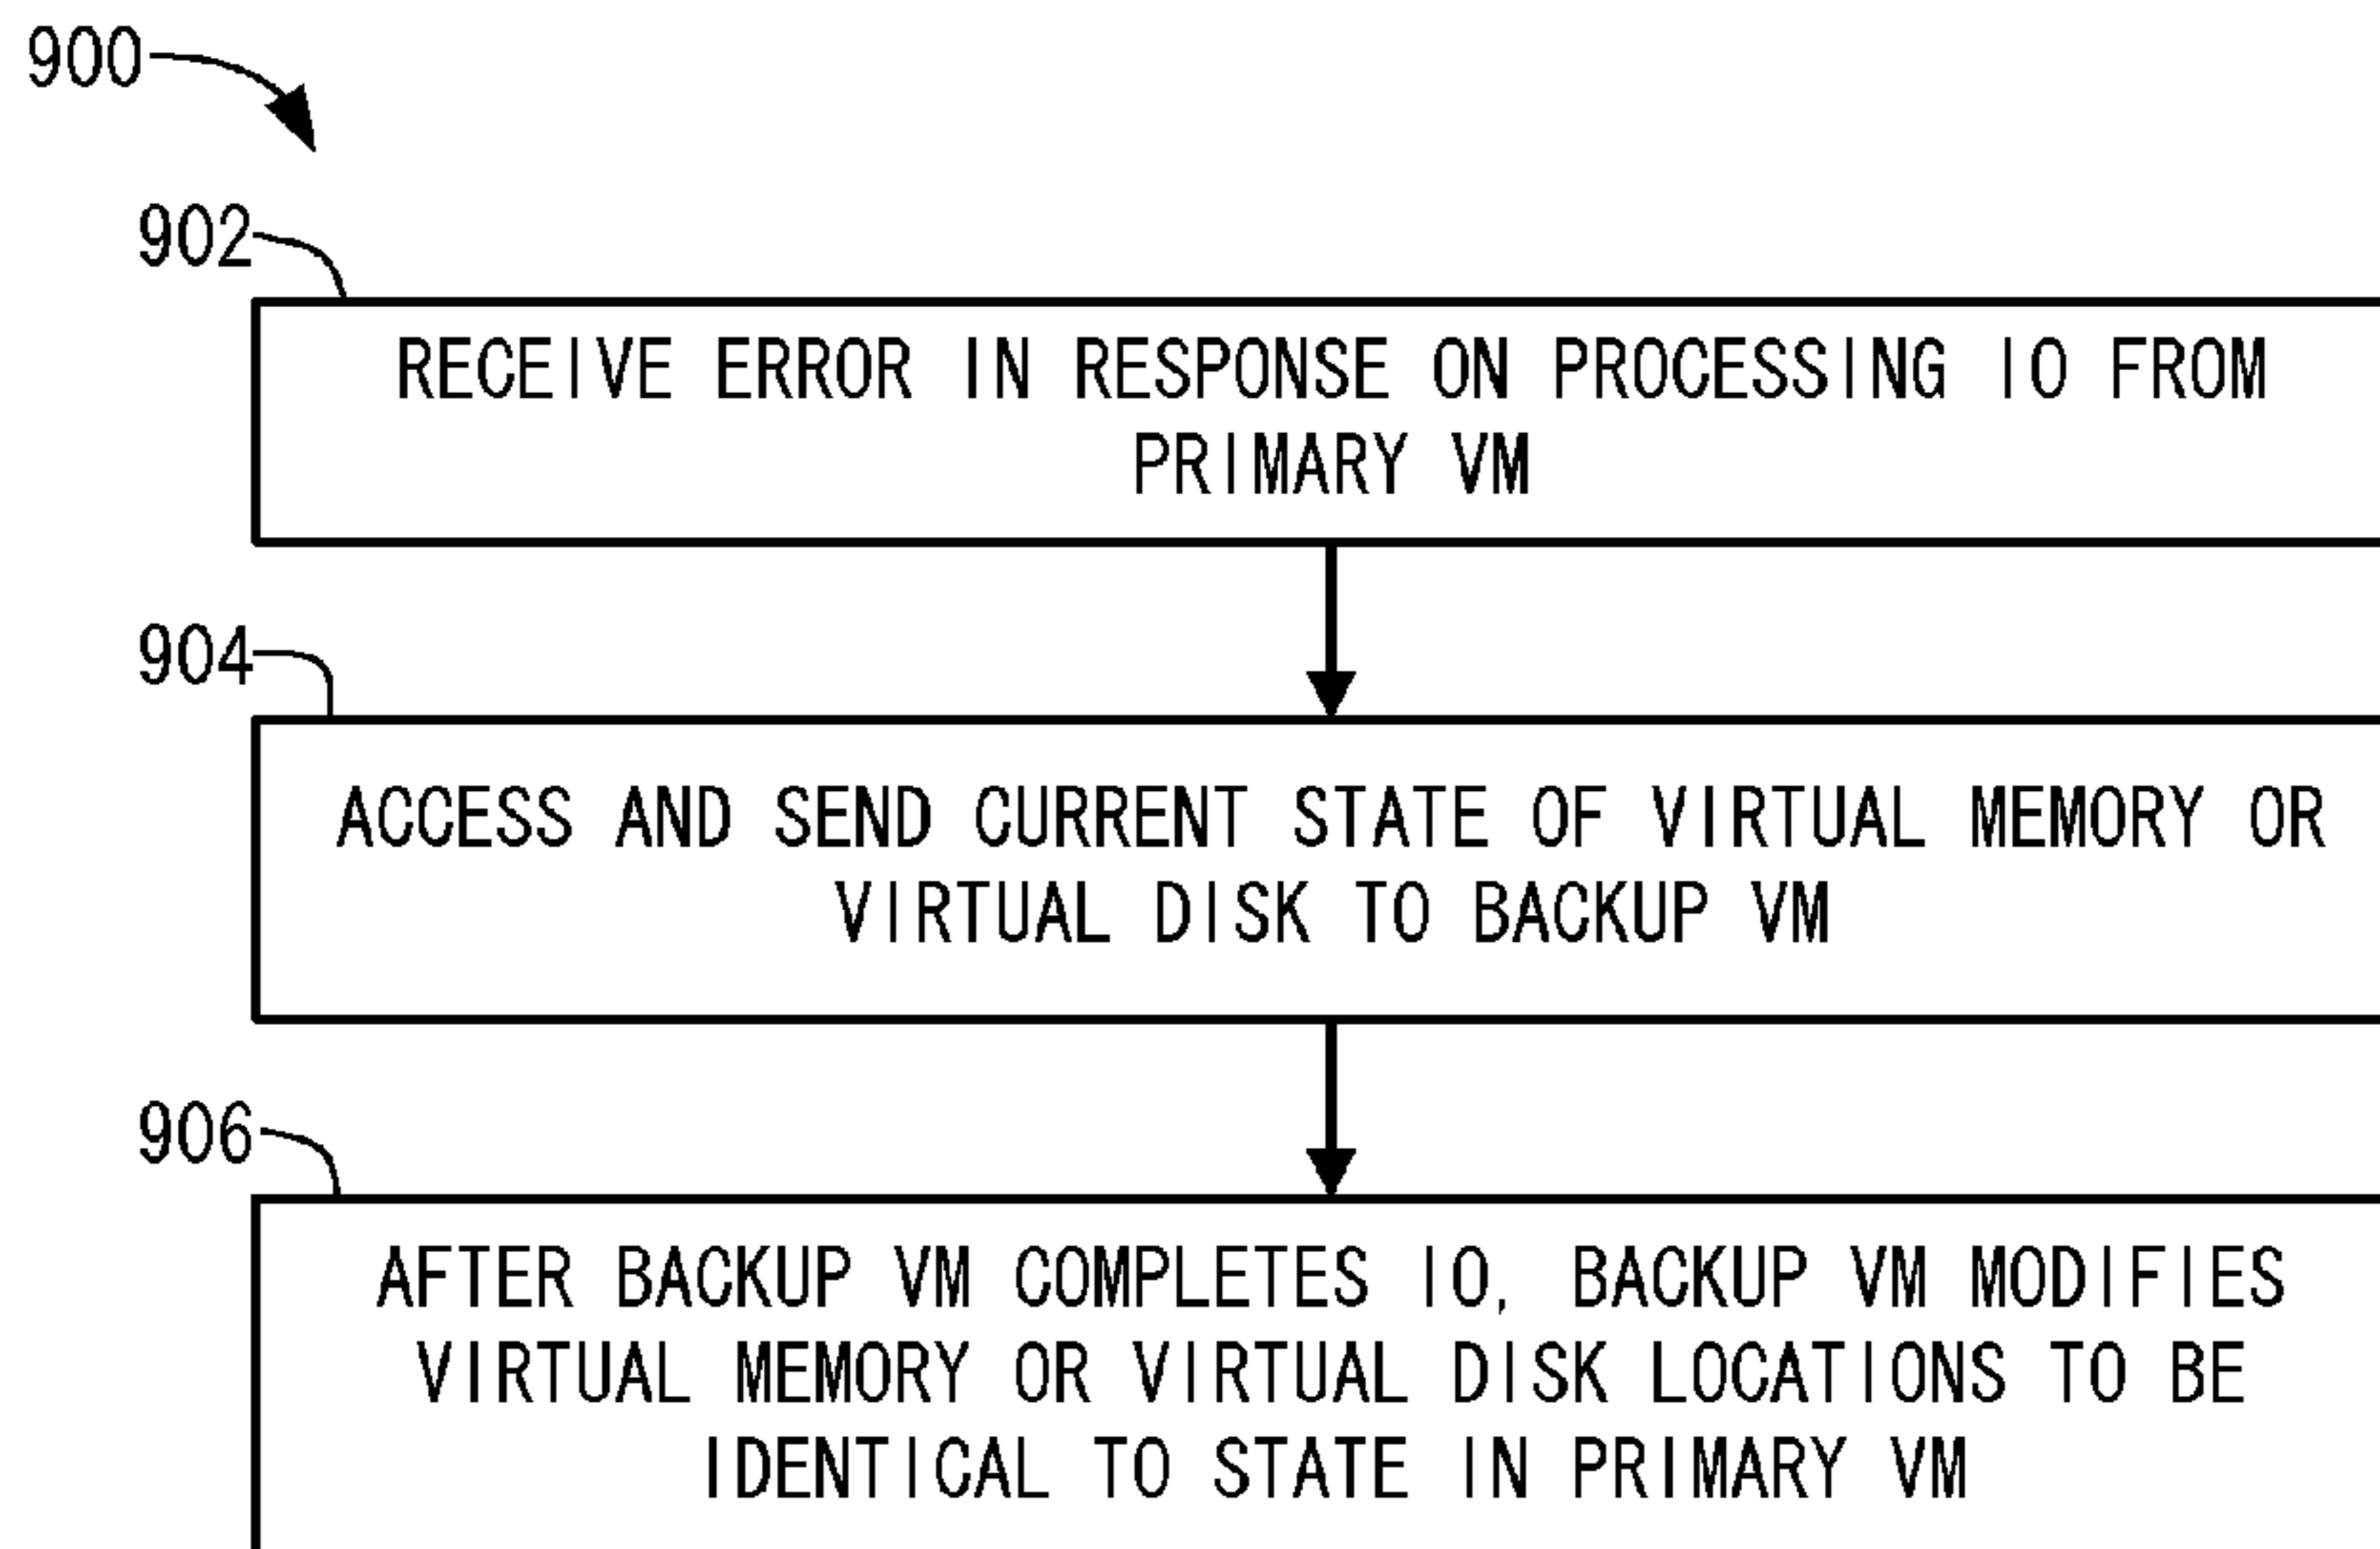 900
902
RECEIVE ERROR IN RESPONSE ON PROCESSING IO FROM
PRIMARY VM
904
ACCESS AND SEND CURRENT STATE OF VIRTUAL MEMORY OR
VIRTUAL DISK TO BACKUP VM
906
AFTER BACKUP VM COMPLETES IO, BACKUP VM MODIFIES
VIRTUAL MEMORY OR VIRTUAL DISK LOCATIONS TO BE
IDENTICAL TO STATE IN PRIMARY VM